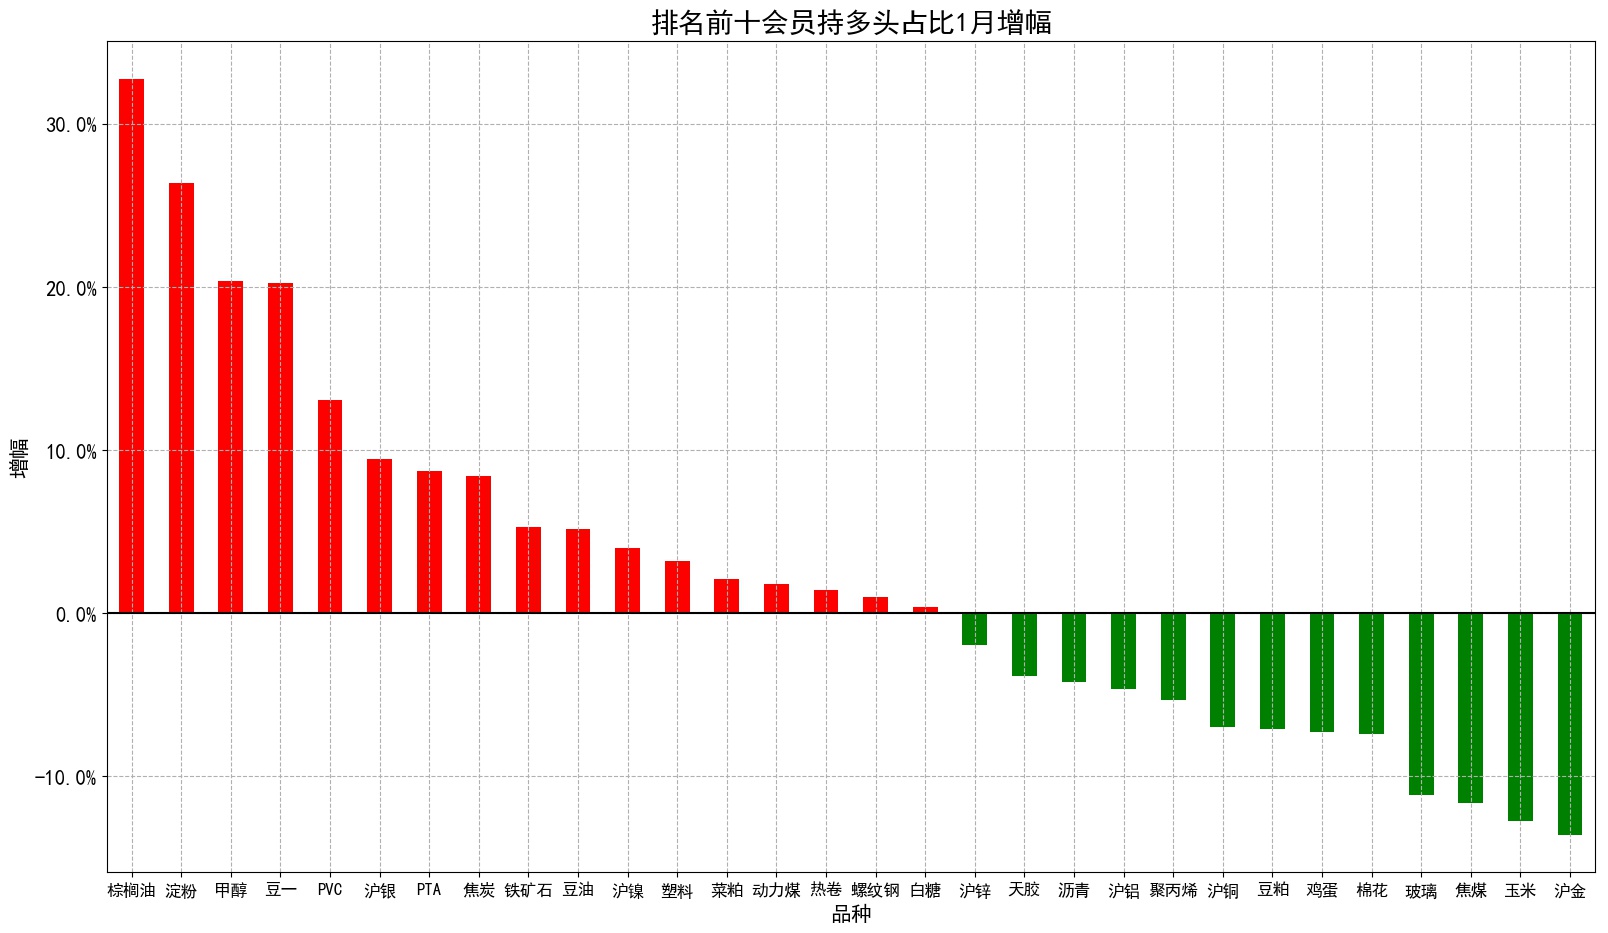 排名前十会员持多头占比1月增幅
增幅
30.0%
20.0%
10.0%
0.0%
-10.0%
棕榈油 淀粉 甲醇 豆一 PVC 沪银 PTA 焦炭 铁矿石 豆油 沪镍 塑料 菜粕 动力煤 热卷 螺纹钢 白糖 沪锌 天胶 沥青 沪铝 聚丙烯 沪铜 豆粕 鸡蛋 棉花 玻璃 焦煤 玉米 沪金
品种